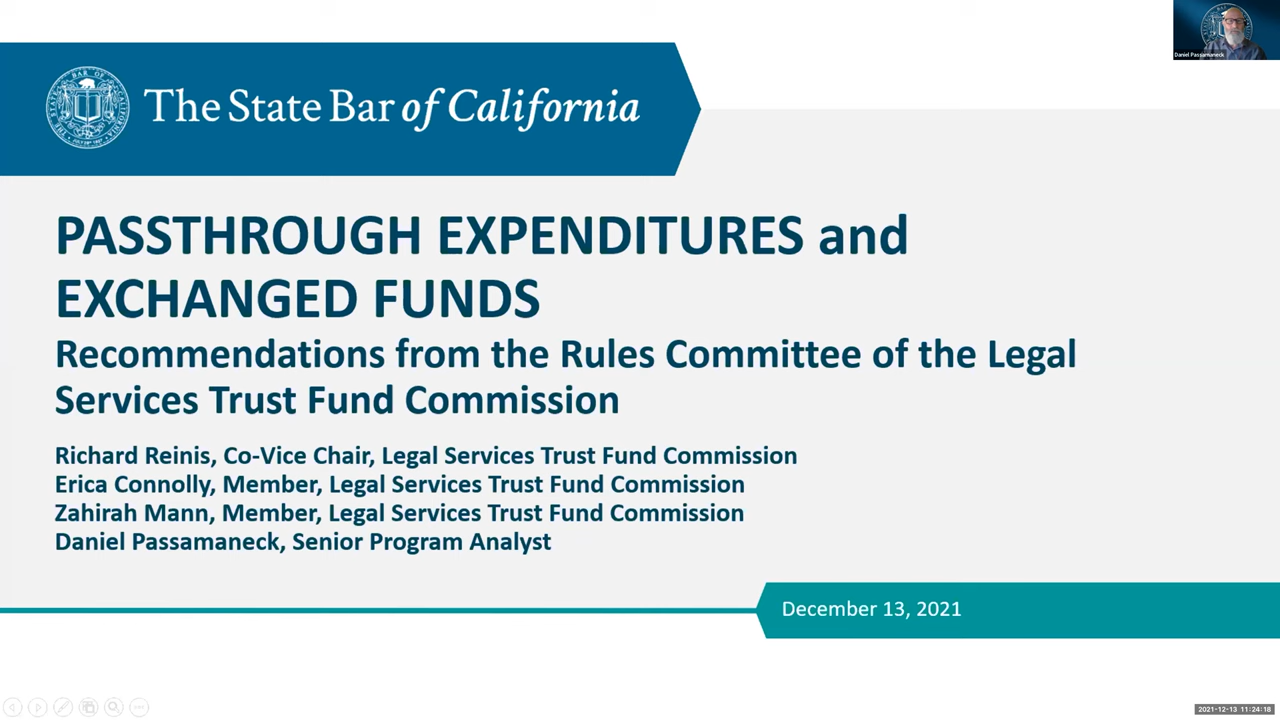 Daniel Passamaneck
The State Bar of California
PASSTHROUGH EXPENDITURES and
EXCHANGED FUNDS
Recommendations from the Rules Committee of the Legal
Services Trust Fund Commission
Richard Reinis, Co-Vice Chair, Legal Services Trust Fund Commission
Erica Connolly, Member, Legal Services Trust Fund Commission
Zahirah Mann, Member, Legal Services Trust Fund Commission
Daniel Passamaneck, Senior Program Analyst
December 13, 2021
2021-12-13 11:24:18